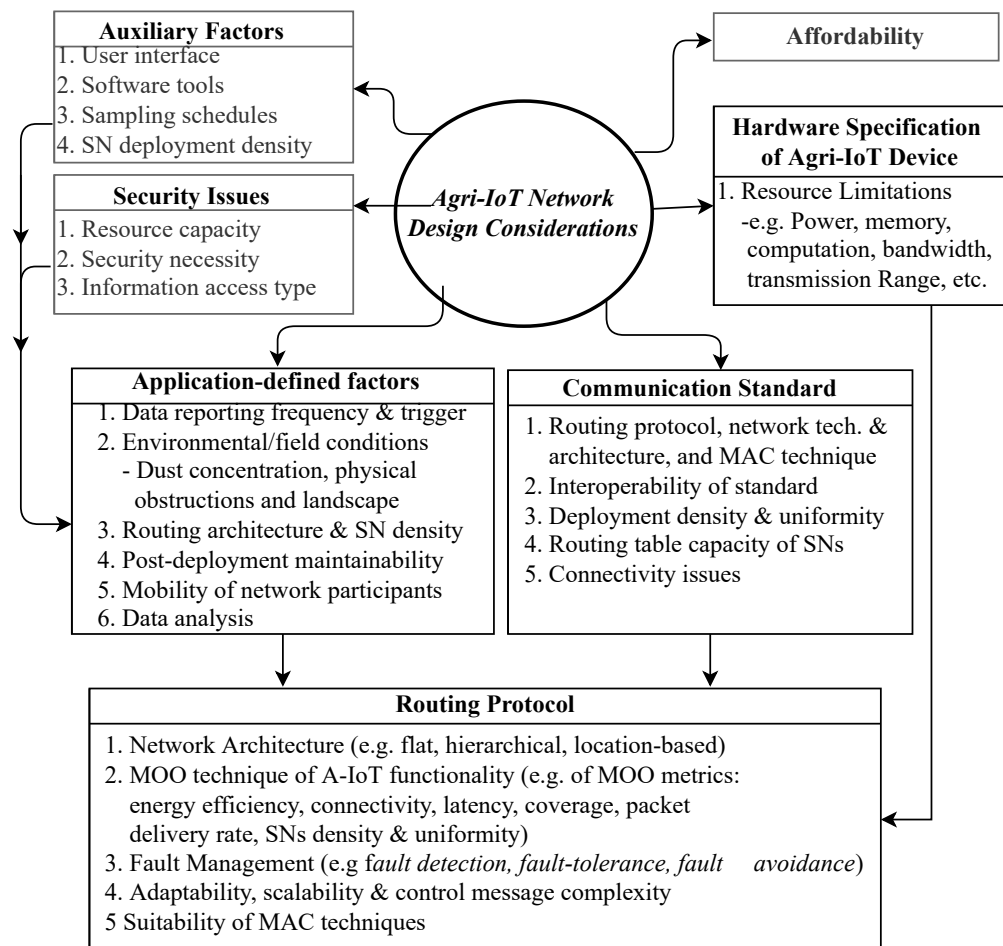 Auxiliary Factors
1. User interface
2. Software tools
3. Sampling schedules
4. SN deployment density
Affordability
Security Issues
1. Resource capacity
2. Security necessity
3. Information access type
Agri-IoT Network
Design Considerations
Hardware Specification
of Agri-IoT Device
1. Resource Limitations
-e.g. Power, memory,
computation, bandwidth,
transmission Range, etc.
Application-defined factors
1. Data reporting frequency & trigger
2. Environmental/field conditions
- Dust concentration, physical
obstructions and landscape
3. Routing architecture & SN density
4. Post-deployment maintainability
5. Mobility of network participants
6. Data analysis
Communication Standard
1. Routing protocol, network tech. &
architecture, and MAC technique
2. Interoperability of standard
3. Deployment density & uniformity
4. Routing table capacity of SNs
5. Connectivity issues
Routing Protocol
1. Network Architecture (e.g. flat, hierarchical, location-based)
2. MOO technique of A-IoT functionality (e.g. of MOO metrics:
energy efficiency, connectivity, latency, coverage, packet
delivery rate, SNs density & uniformity)
3. Fault Management (e.g fault detection, fault-tolerance, fault avoidance)
4. Adaptability, scalability & control message complexity
5 Suitability of MAC techniques